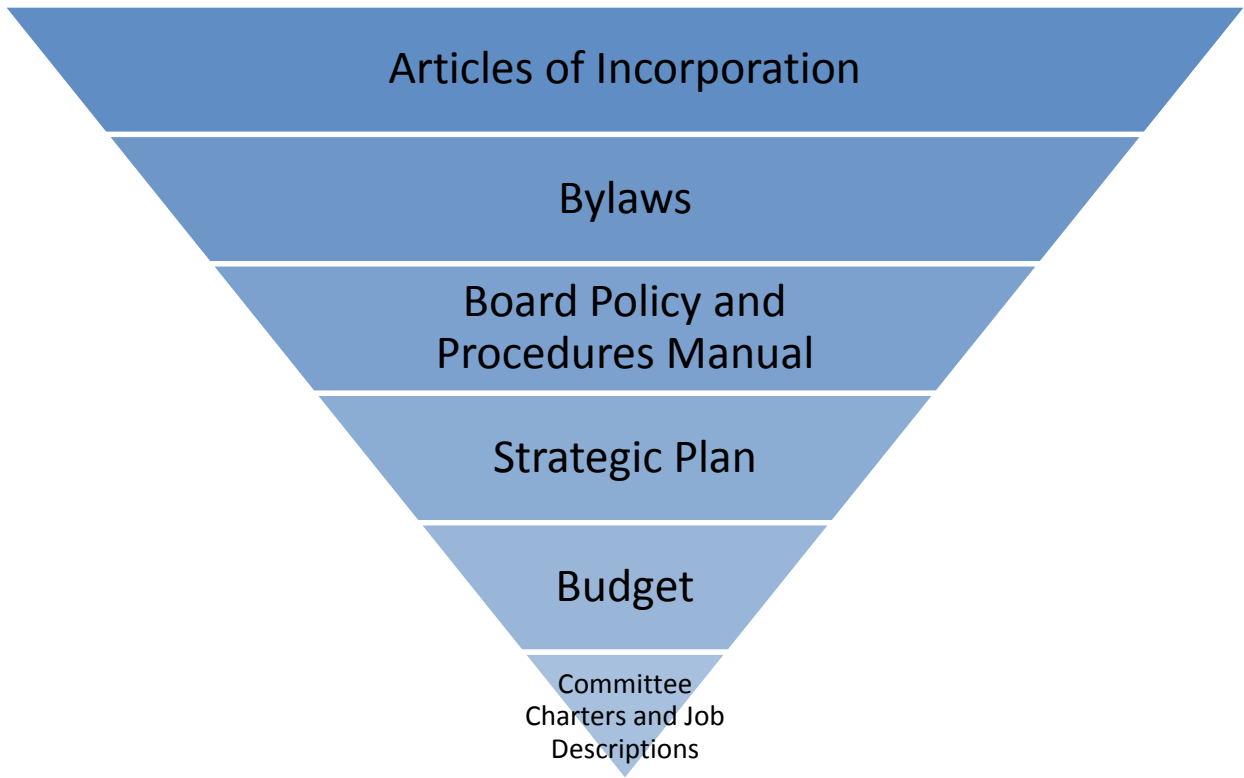 Articles of Incorporation
Bylaws
Board Policy and
Procedures Manual
Strategic Plan
Budget
Committee
Charters and Job
Descriptions